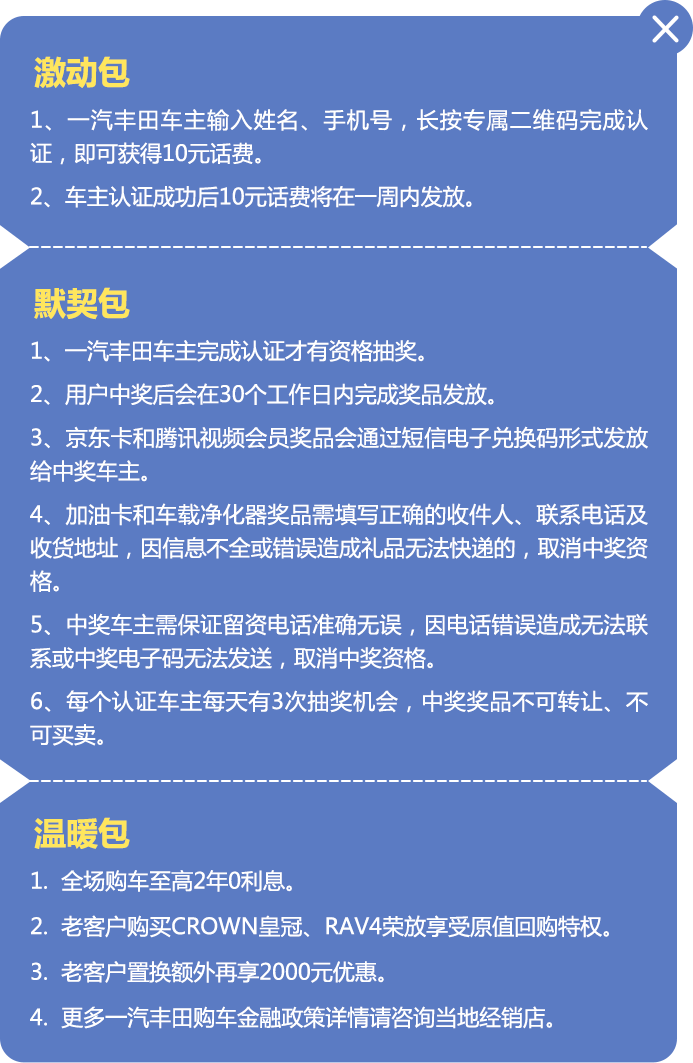 激动包
1、一汽丰田车主输入姓名、手机号，长按专属二维码完成认
证，即可获得10元话费。
2、车主认证成功后10元话费将在一周内发放。
默契包
1、一汽丰田车主完成认证才有资格抽奖。
2、用户中奖后会在30个工作日内完成奖品发放。
3、京东卡和腾讯视频会员奖品会通过短信电子兑换码形式发放
给中奖车主。
4、加油卡和车载净化器奖品需填写正确的收件人、联系电话及
收货地址，因信息不全或错误造成礼品无法快递的，取消中奖资
格。
5、中奖车主需保证留资电话准确无误，因电话错误造成无法联
系或中奖电子码无法发送，取消中奖资格。
6、每个认证车主每天有3次抽奖机会，中奖奖品不可转让、不
可买卖。
温暖包
1. 全场购车至高2年0利息。
2. 老客户购买CROWN皇冠、RAV4荣放享受原值回购特权。
3. 老客户置换额外再享2000元优惠。
4. 更多一汽丰田购车金融政策详情请咨询当地经销店。